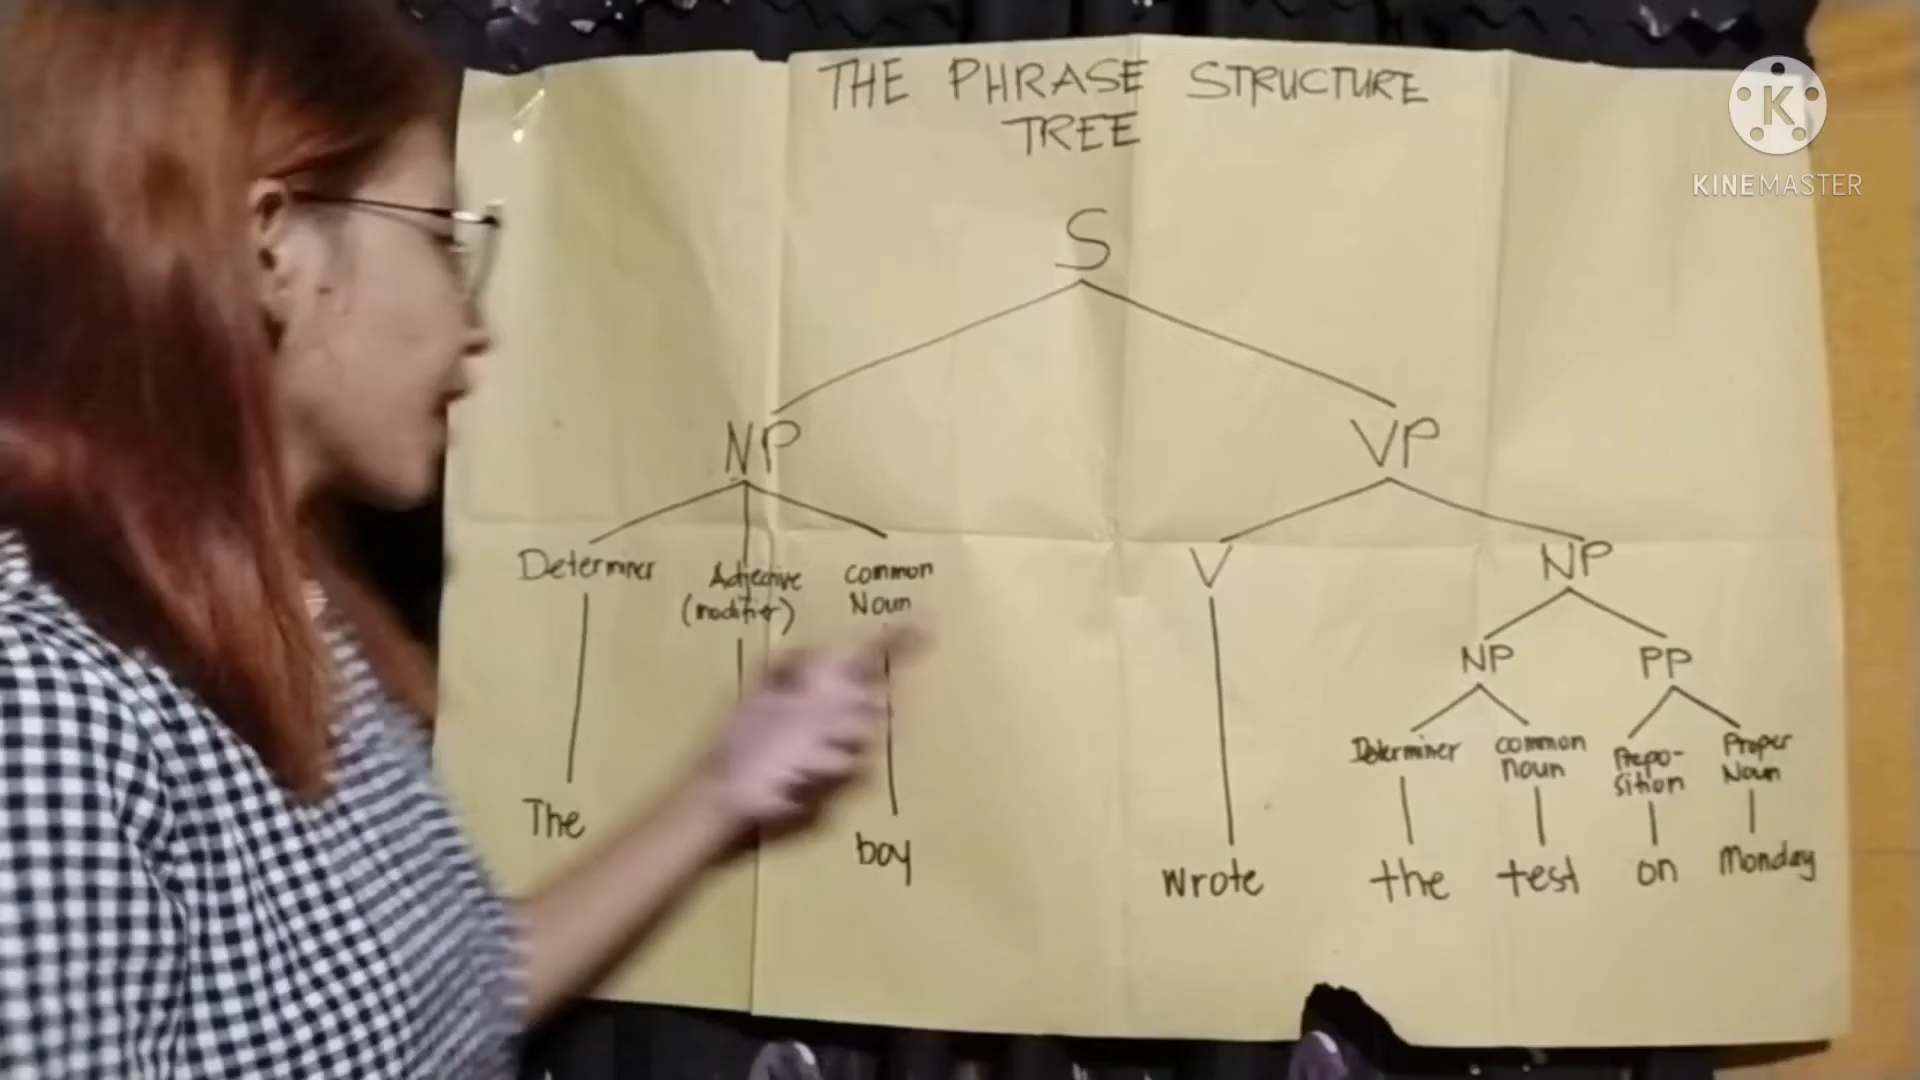 THE PHRASE STRUCTURE
TREE
KINEMASTER
S
NP VP
Determiner Adjective common V NP
(modifier) Noun
NP PP
Determiner common Prepo- Proper
noun sition Noun
The boy wrote the test on Monday